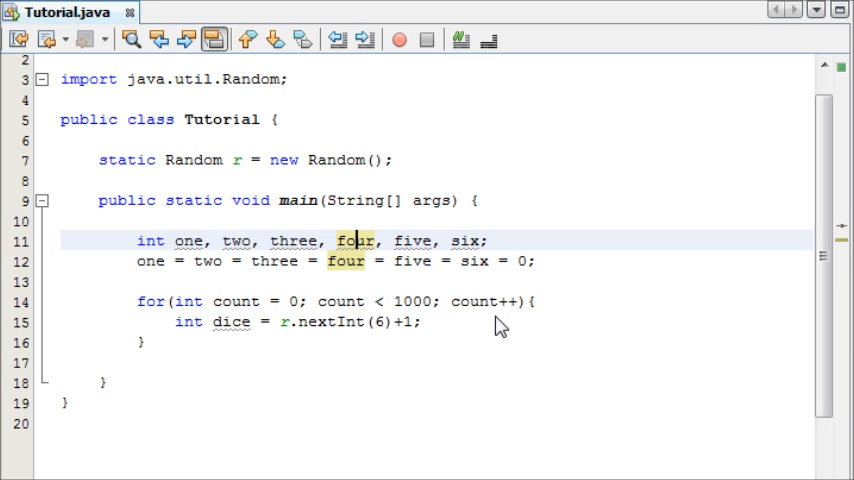 Tutorial.java
2
3 import java.util.Random;
4
5 public class Tutorial {
6
7 static Random r = new Random();
8
9 public static void main(String[] args) {
10
11 int one, two, three, four, five, six;
12 one = two = three = four = five = six = 0;
13
14 for(int count = 0; count < 1000; count++){
15 int dice = r.nextInt(6)+1;
16 }
17
18 }
19 }
20